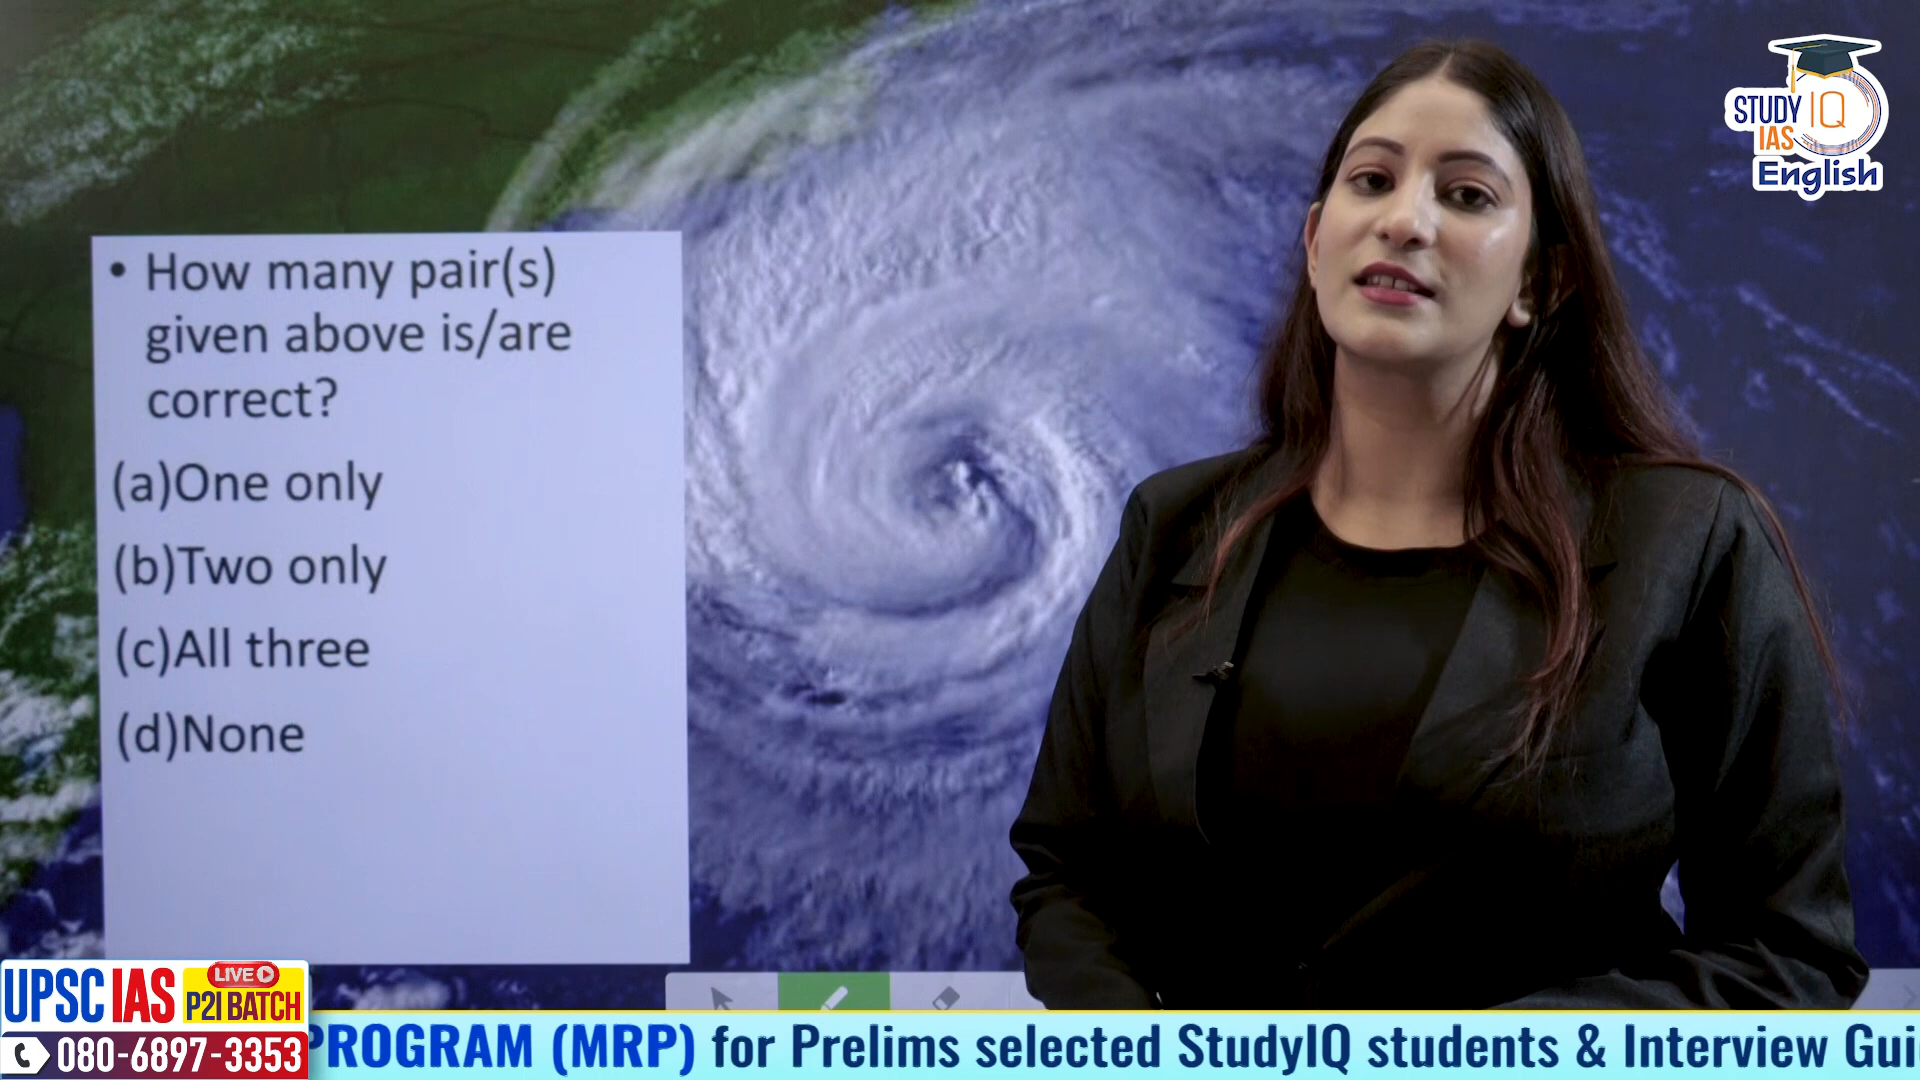 STUDY IQ
IAS
English
• How many pair(s)
given above is/are
correct?
(a)One only
(b)Two only
(c)All three
(d)None
UPSC IAS
LIVE
P2I BATCH
080-6897-3353
PROGRAM (MRP) for Prelims selected StudyIQ students & Interview Gui